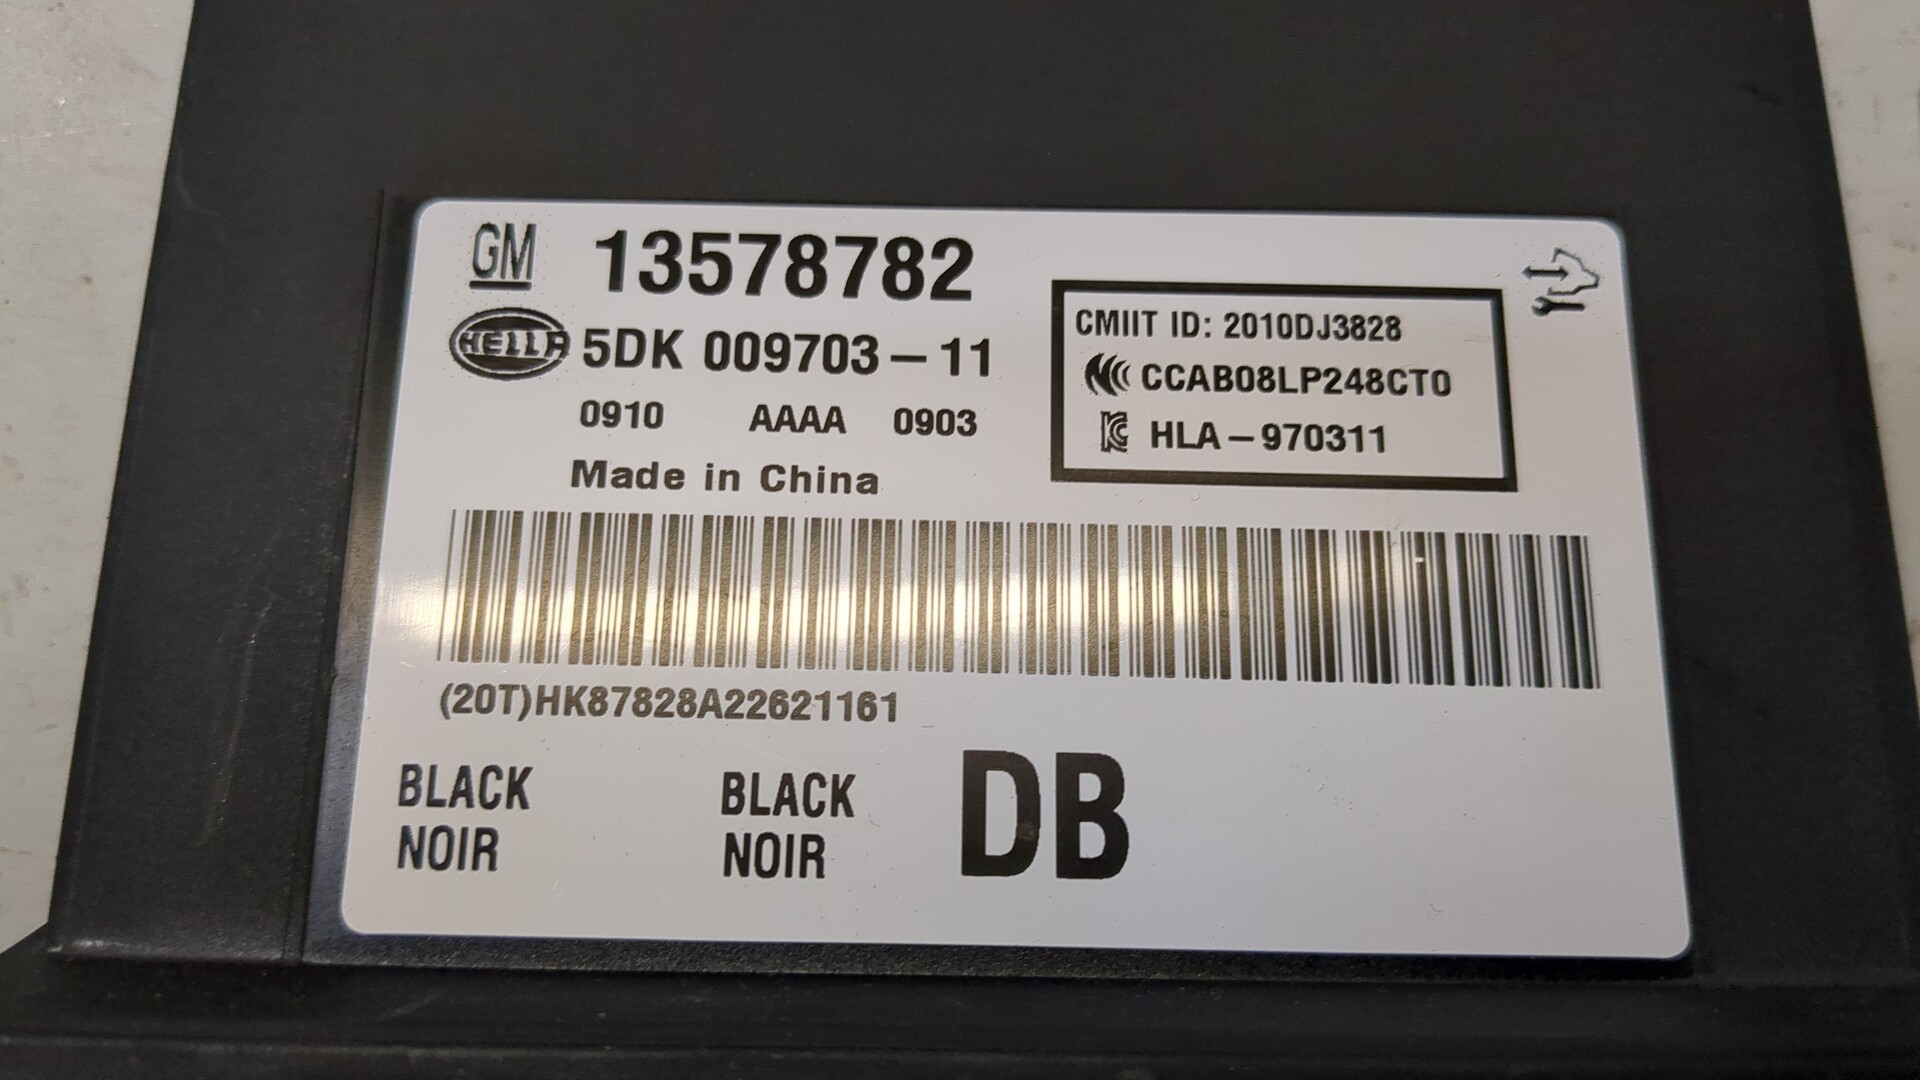 GM 13578782
HELLA 5DK 009703-11
0910 AAAA 0903
Made in China
CMIIT ID: 2010DJ3828
CCAB08LP248CT0
HLA-970311
(20T)HK87828A22621161
BLACK BLACK DB
NOIR NOIR